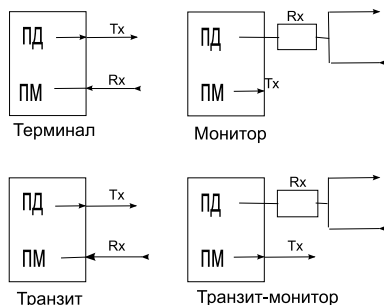 ПД Tx
ПМ Rx
Терминал
Rx
ПД
ПМ Tx
Монитор
ПД Tx
ПМ Rx
Транзит
Rx
ПД
ПМ Tx
Транзит-монитор